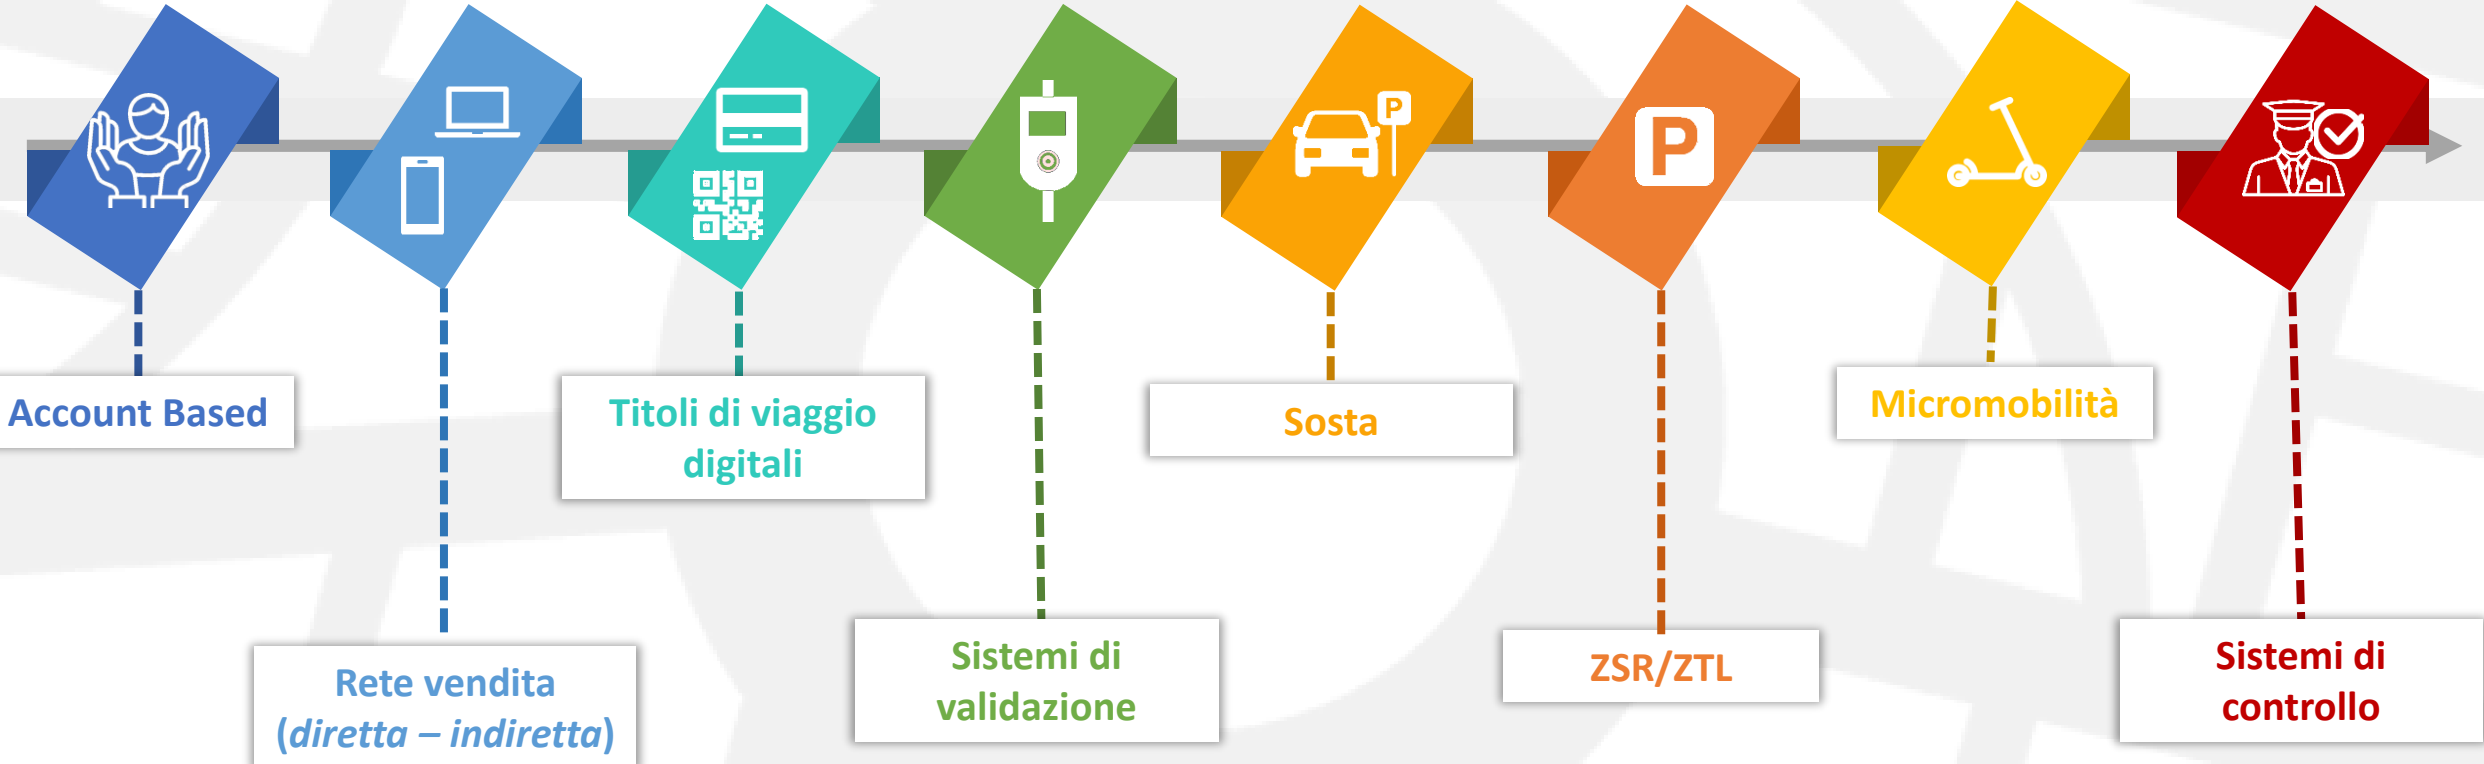 P
P
Account Based
Titoli di viaggio
digitali
Sosta
Micromobilità
Rete vendita
(diretta – indiretta)
Sistemi di
validazione
ZSR/ZTL
Sistemi di
controllo